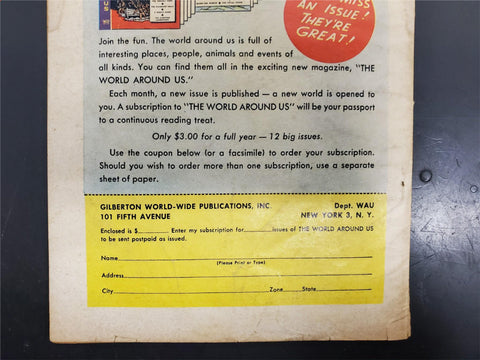 MISS
AN ISSUE!
THEY'RE
GREAT!
Join the fun. The world around us is full of
interesting places, people, animals and events of
all kinds. You can find them all in the exciting new magazine, "THE
WORLD AROUND US."
Each month, a new issue is published — a new world is opened
to you. A subscription to "THE WORLD AROUND US" will be your passport
to a continuous reading treat.
Only $3.00 for a full year — 12 big issues.
Use the coupon below (or a facsimile) to order your subscription.
Should you wish to order more than one subscription, use a separate
sheet of paper.
GILBERTON WORLD-WIDE PUBLICATIONS, INC. Dept. WAU
101 FIFTH AVENUE NEW YORK 3, N. Y.
Enclosed is $ Enter my subscription for issues of THE WORLD AROUND US
to be sent postpaid as issued.
Name
(Please Print or Type)
Address
City Zone State